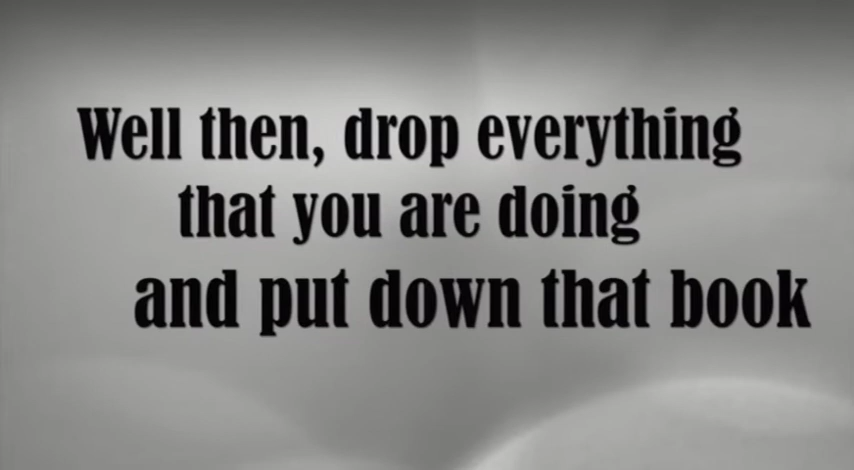 Well then, drop everything
that you are doing
and put down that book